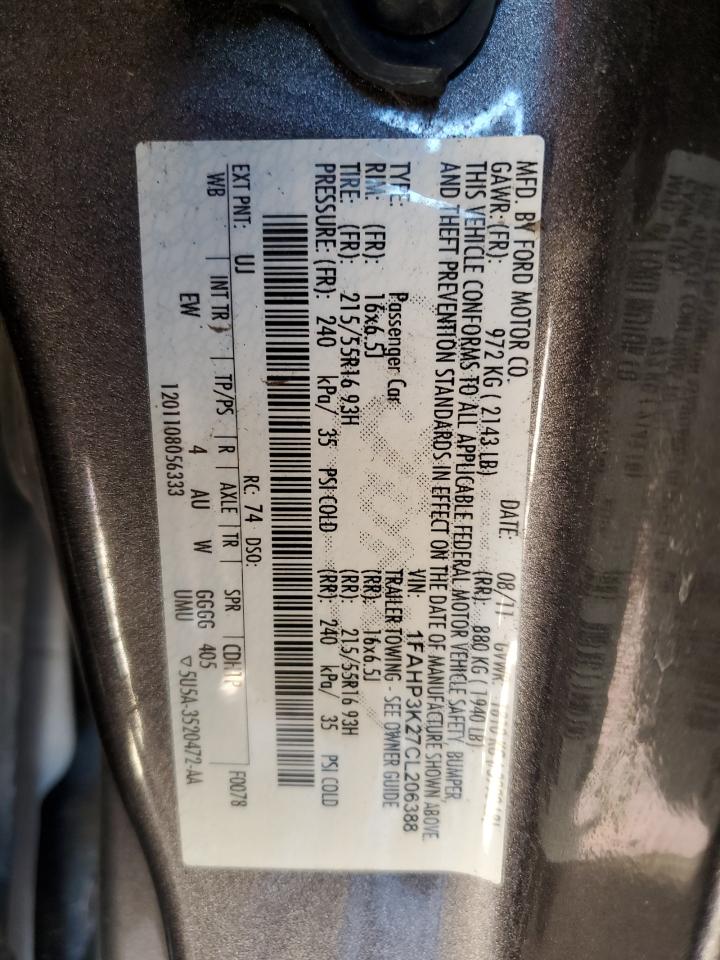 MFD. BY FORD MOTOR CO.
DATE: 08/11 GVWR:
GAWR: (FR): 972 KG ( 2143 LB) (RR): 880 KG ( 1940 LB)
THIS VEHICLE CONFORMS TO ALL APPLICABLE FEDERAL MOTOR VEHICLE SAFETY, BUMPER,
AND THEFT PREVENTION STANDARDS IN EFFECT ON THE DATE OF MANUFACTURE SHOWN ABOVE.
VIN: 1FAHP3K27CL206388
TYPE: Passenger Car TRAILER TOWING - SEE OWNER GUIDE
RIM: (FR): 16x6.5J (RR): 16x6.5J
TIRE: (FR): 215/55R16 93H (RR): 215/55R16 93H
PRESSURE: (FR): 240 kPa/ 35 PSI COLD (RR): 240 kPa/ 35 PSI COLD
EXT PNT: UJ RC: 74 DSO: F0078
WB | INT TR | TP/PS | R | AXLE | TR | SPR
EW 4 AU W GGGG 405
UMU
1201108056333 ▽5U5A-3520472-AA